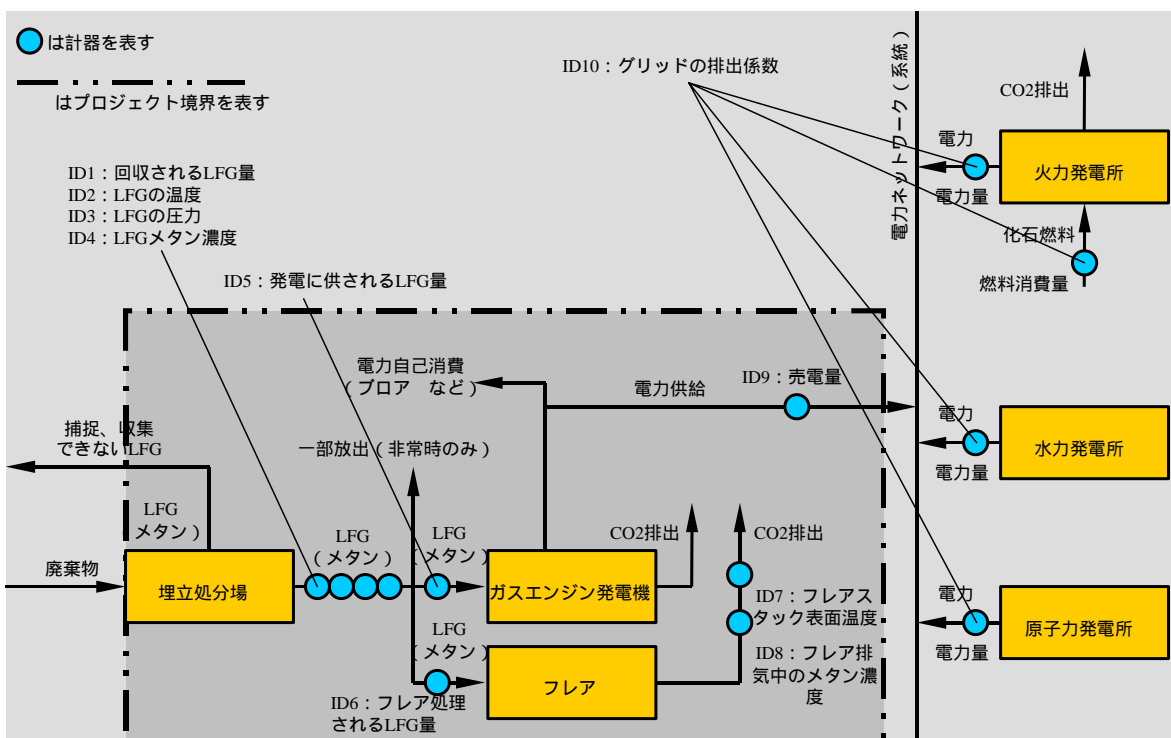 は計器を表す
はプロジェクト境界を表す
ID10：グリッドの排出係数
電力ネットワーク（系統）
CO2排出
電力
火力発電所
電力量
化石燃料
燃料消費量
ID1：回収されるLFG量
ID2：LFGの温度
ID3：LFGの圧力
ID4：LFGメタン濃度
ID5：発電に供されるLFG量
電力自己消費
（ブロア　など）
電力供給
ID9：売電量
電力
水力発電所
電力量
捕捉、収集
できないLFG
一部放出（非常時のみ）
LFG
メタン）
LFG
（メタン）
LFG
（メタン）
CO2排出
CO2排出
廃棄物
埋立処分場
ガスエンジン発電機
ID7：フレアス
タック表面温度
電力
原子力発電所
電力量
LFG
（メタン）
フレア
ID8：フレア排
気中のメタン濃
度
ID6：フレア処理
されるLFG量